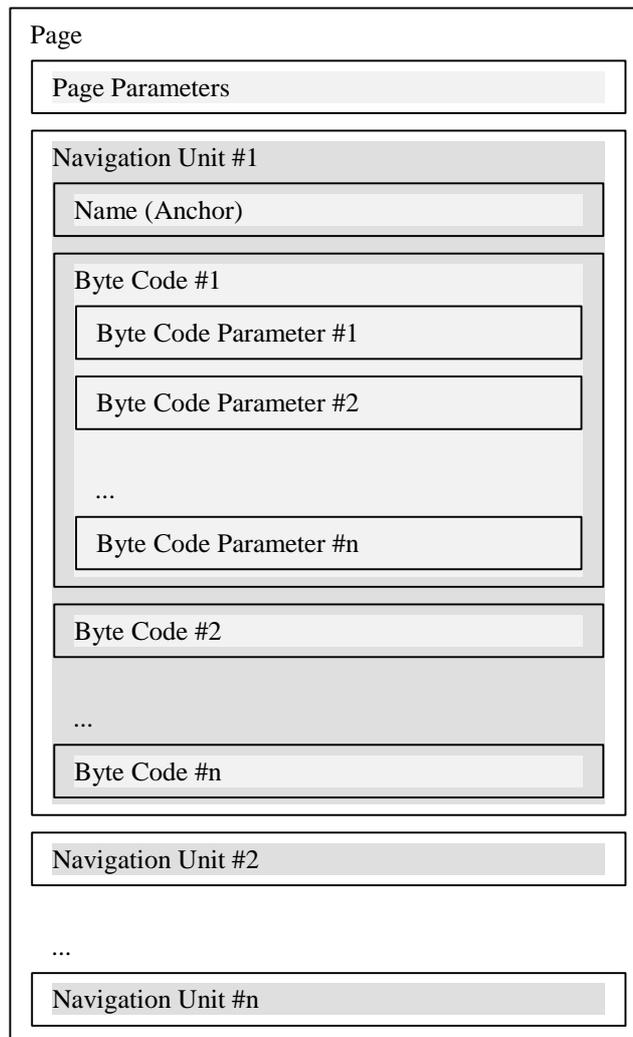 Page
Page Parameters
Navigation Unit #1
Name (Anchor)
Byte Code #1
Byte Code Parameter #1
Byte Code Parameter #2
...
Byte Code Parameter #n
Byte Code #2
...
Byte Code #n
Navigation Unit #2
...
Navigation Unit #n